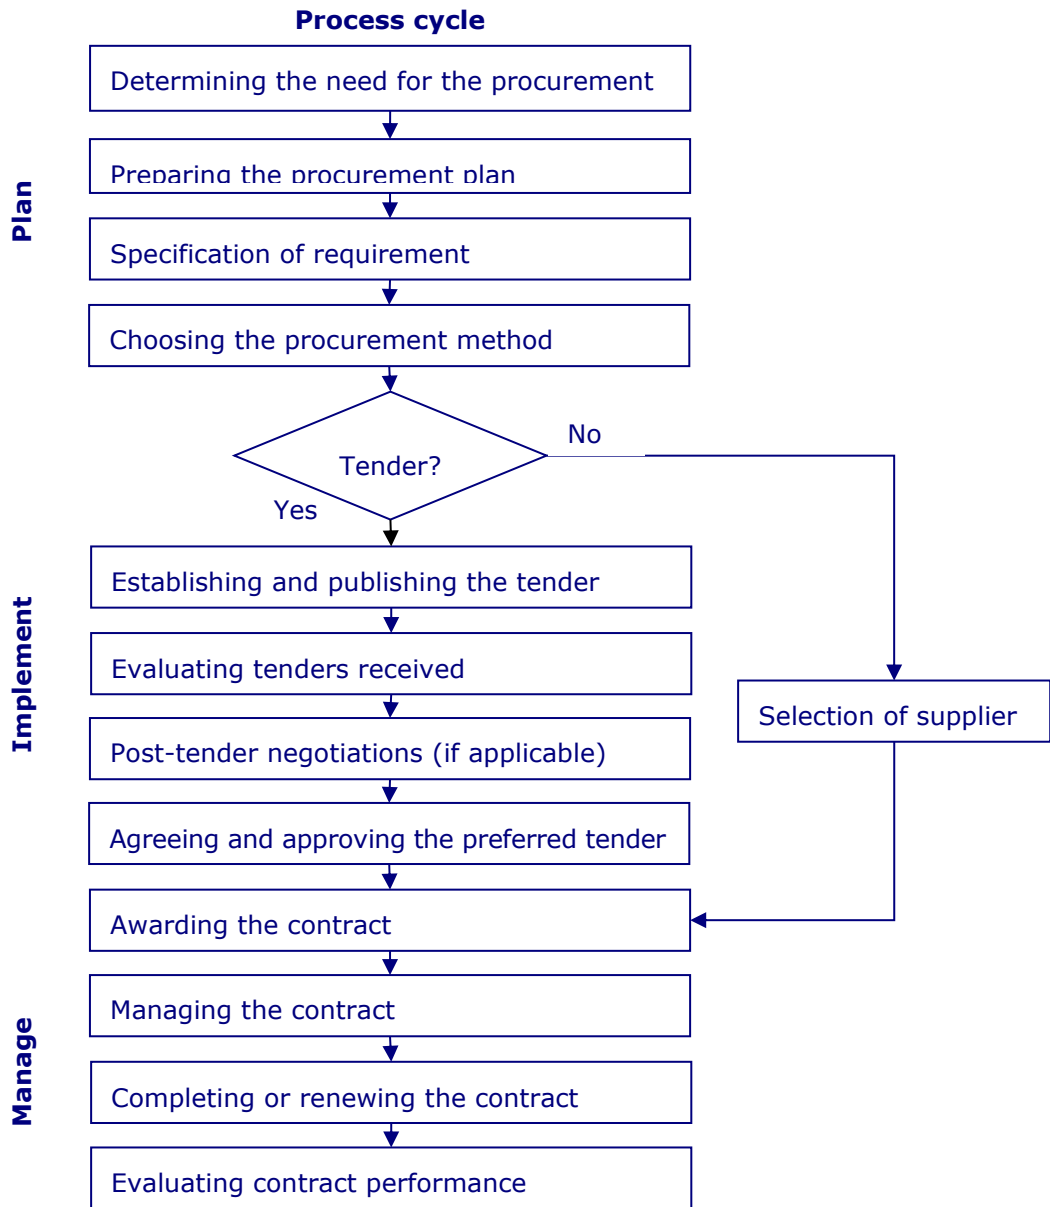 Process cycle
Plan
Determining the need for the procurement
Preparing the procurement plan
Specification of requirement
Choosing the procurement method
Tender?
No
Yes
Implement
Establishing and publishing the tender
Evaluating tenders received
Selection of supplier
Post-tender negotiations (if applicable)
Agreeing and approving the preferred tender
Awarding the contract
Manage
Managing the contract
Completing or renewing the contract
Evaluating contract performance